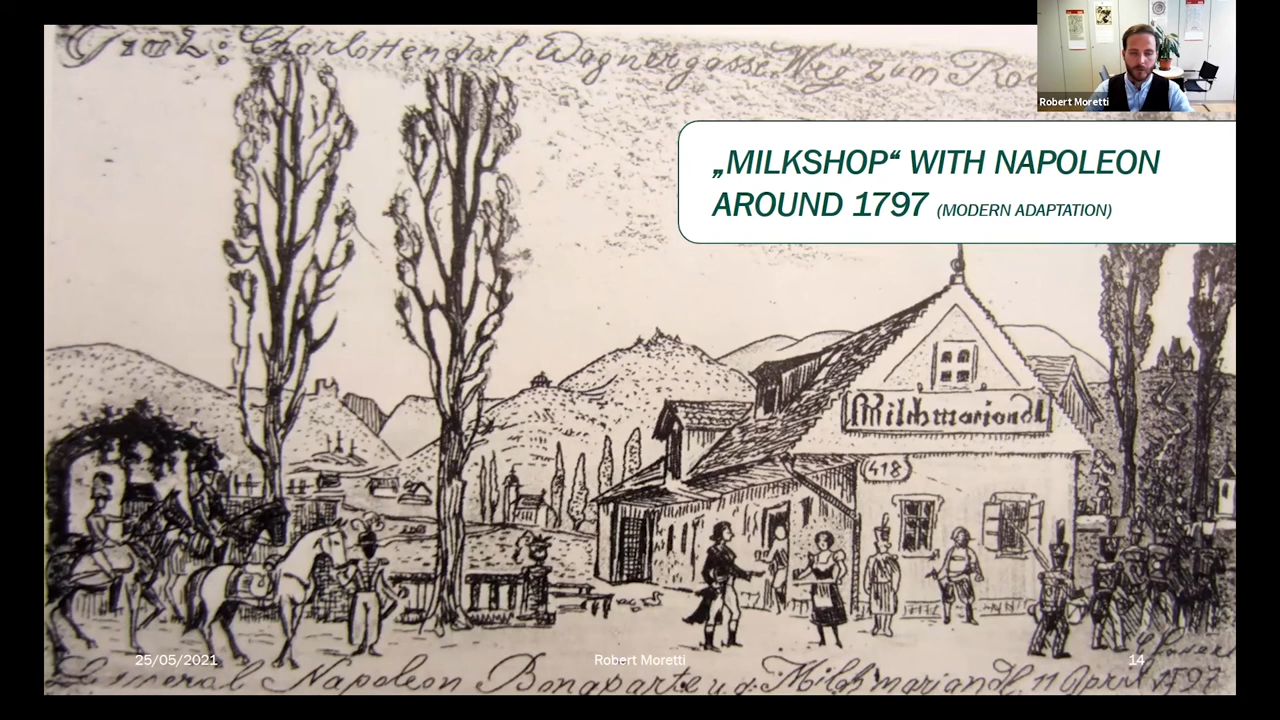 Graz: Charlottendorf Wagnergasse Weg zum
Robert Moretti
„MILKSHOP“ WITH NAPOLEON
AROUND 1797 (MODERN ADAPTATION)
Milchmariandl
418
25/05/2021 Robert Moretti 14
General Napoleon Bonaparte u. d. Milchmariandl. 11 April 1797